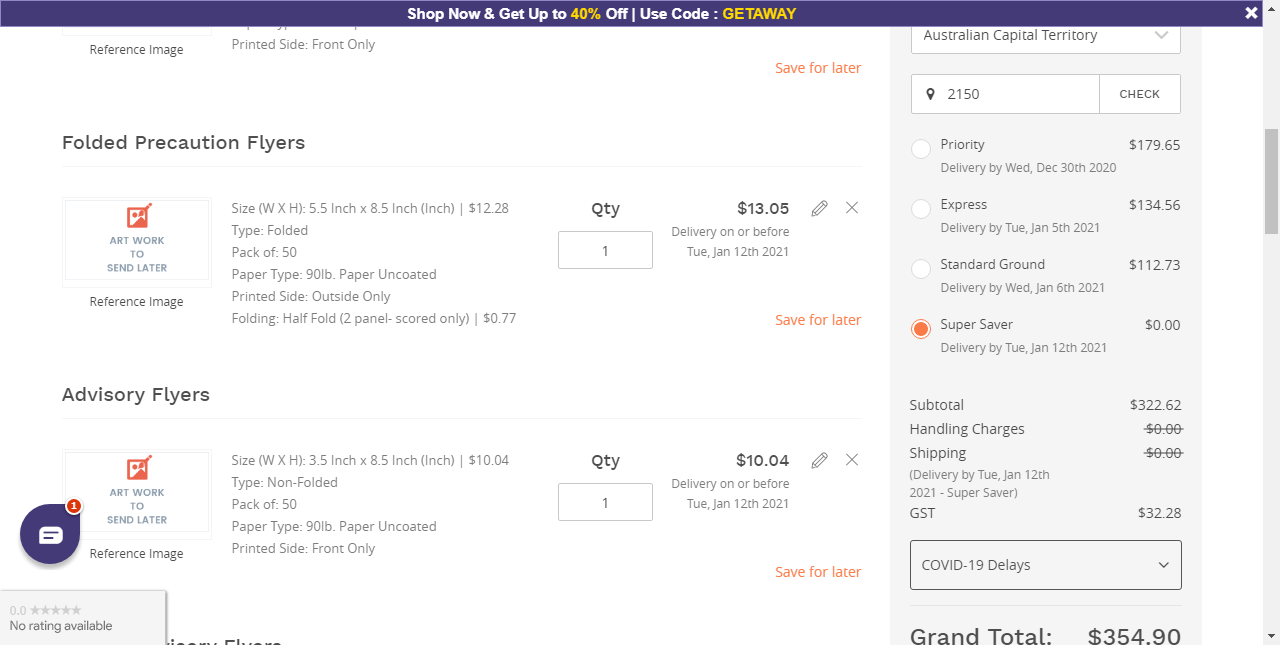 Shop Now & Get Up to 40% Off | Use Code : GETAWAY
Reference Image
Printed Side: Front Only
Save for later
Folded Precaution Flyers
ART WORK
TO
SEND LATER
Reference Image
Size (W X H): 5.5 Inch x 8.5 Inch (Inch) | $12.28
Type: Folded
Pack of: 50
Paper Type: 90lb. Paper Uncoated
Printed Side: Outside Only
Folding: Half Fold (2 panel- scored only) | $0.77
Qty
1
$13.05
Delivery on or before
Tue, Jan 12th 2021
Save for later
Advisory Flyers
ART WORK
TO
SEND LATER
Reference Image
Size (W X H): 3.5 Inch x 8.5 Inch (Inch) | $10.04
Type: Non-Folded
Pack of: 50
Paper Type: 90lb. Paper Uncoated
Printed Side: Front Only
Qty
1
$10.04
Delivery on or before
Tue, Jan 12th 2021
Save for later
1
0.0
No rating available
Flyers
Australian Capital Territory
2150 CHECK
Priority $179.65
Delivery by Wed, Dec 30th 2020
Express $134.56
Delivery by Tue, Jan 5th 2021
Standard Ground $112.73
Delivery by Wed, Jan 6th 2021
Super Saver $0.00
Delivery by Tue, Jan 12th 2021
Subtotal $322.62
Handling Charges $0.00
Shipping $0.00
(Delivery by Tue, Jan 12th
2021 - Super Saver)
GST $32.28
COVID-19 Delays
Grand Total: $354.90